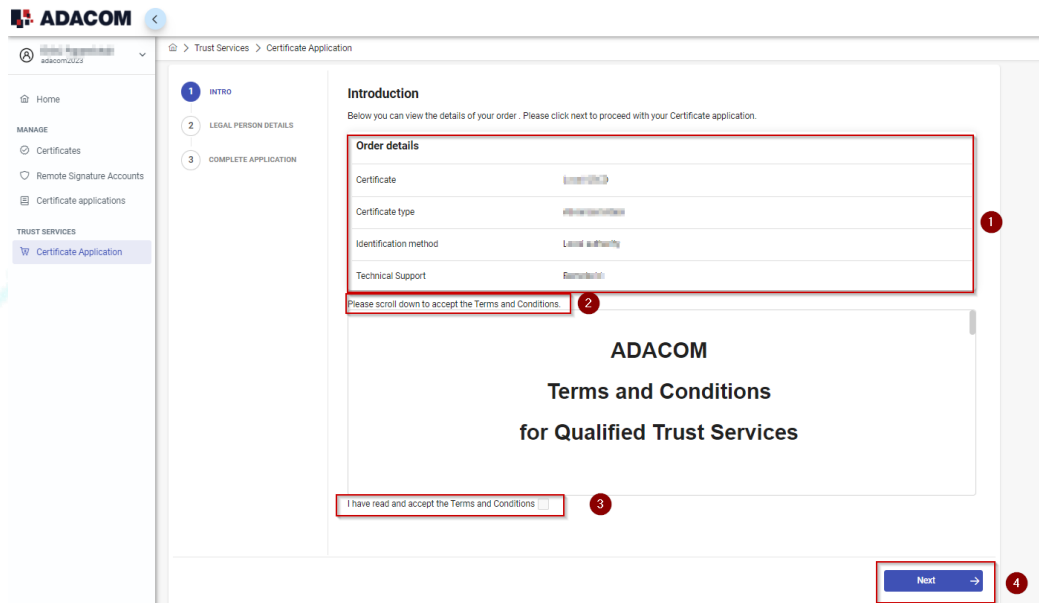 ADACOM
adacom2023
Trust Services > Certificate Application
Home
MANAGE
Certificates
Remote Signature Accounts
Certificate applications
TRUST SERVICES
Certificate Application
1 INTRO
2 LEGAL PERSON DETAILS
3 COMPLETE APPLICATION
Introduction
Below you can view the details of your order . Please click next to proceed with your Certificate application.
Order details
Certificate
Certificate type
Identification method
Technical Support
1
Please scroll down to accept the Terms and Conditions.
2
ADACOM
Terms and Conditions
for Qualified Trust Services
I have read and accept the Terms and Conditions
3
Next
4